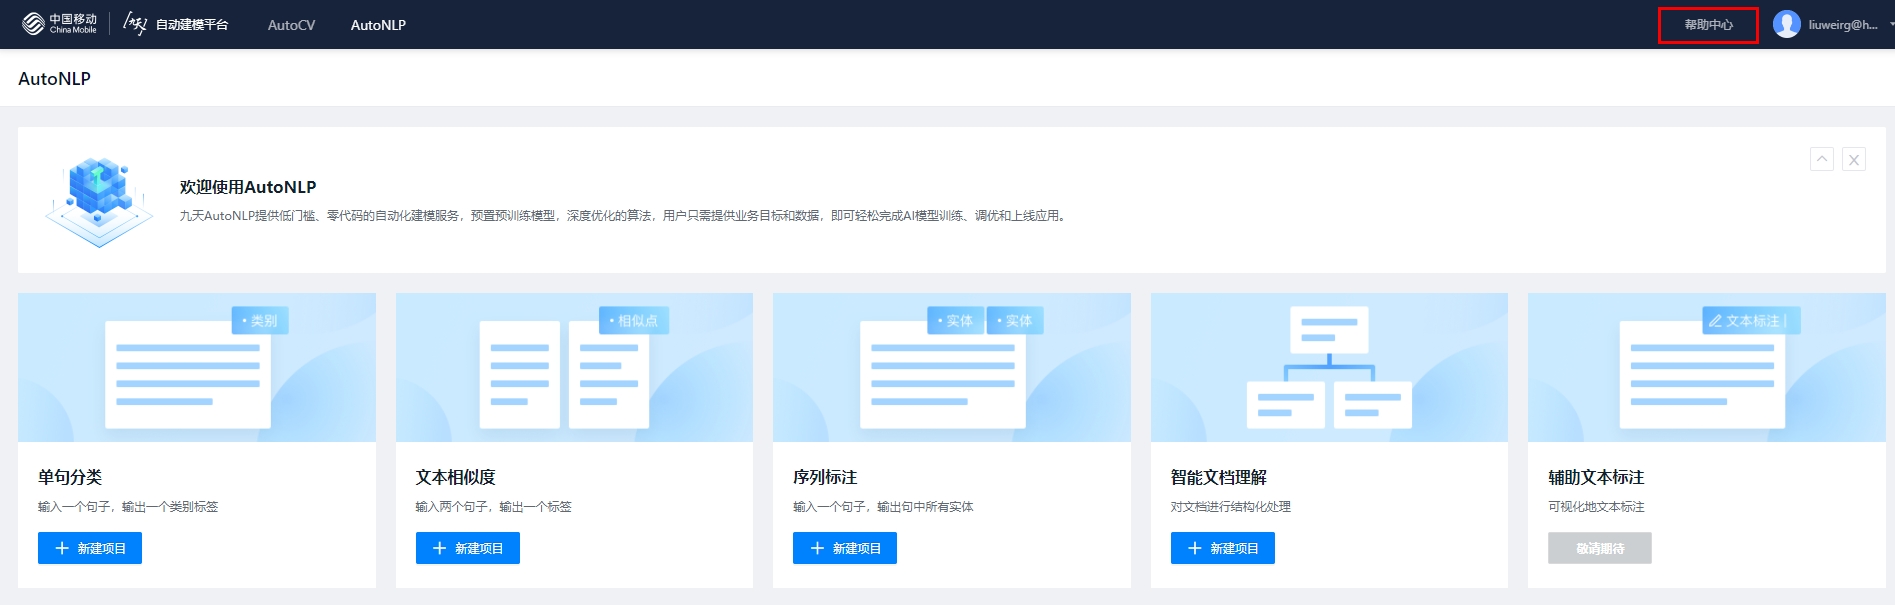 中国移动
China Mobile
九天
自动建模平台
AutoCV
AutoNLP
帮助中心
liuweirg@h...
AutoNLP
欢迎使用AutoNLP
九天AutoNLP提供低门槛、零代码的自动化建模服务，预置预训练模型，深度优化的算法，用户只需提供业务目标和数据，即可轻松完成AI模型训练、调优和上线应用。
• 类别
• 相似点
• 实体
• 实体
文本标注
单句分类
输入一个句子，输出一个类别标签
新建项目
文本相似度
输入两个句子，输出一个标签
新建项目
序列标注
输入一个句子，输出句中所有实体
新建项目
智能文档理解
对文档进行结构化处理
新建项目
辅助文本标注
可视化地文本标注
敬请期待